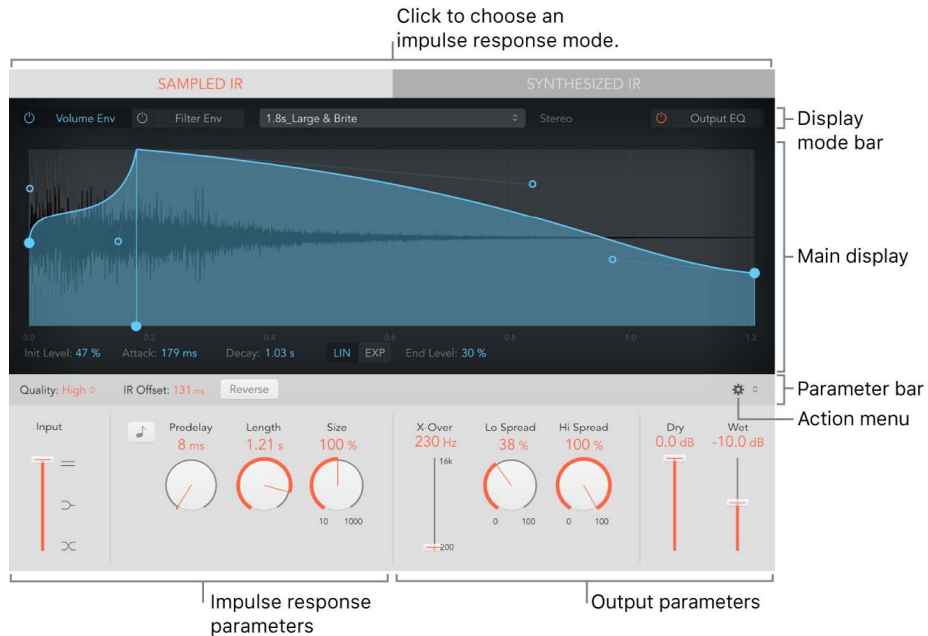 Click to choose an
impulse response mode.
SAMPLED IR
SYNTHESIZED IR
Volume Env
Filter Env
1.8s_Large & Brite
Stereo
Output EQ
Display
mode bar
Main display
0.0 0.2 0.4 0.6 0.8 1.0 1.2
Init Level: 47 % Attack: 179 ms Decay: 1.03 s LIN EXP End Level: 30 %
Quality: High IR Offset: 131 ms Reverse
Parameter bar
Action menu
Input
Predelay
8 ms
Length
1.21 s
Size
100 %
10 1000
X-Over
230 Hz
16k
200
Lo Spread
38 %
0 100
Hi Spread
100 %
0 100
Dry
0.0 dB
Wet
-10.0 dB
Impulse response
parameters
Output parameters